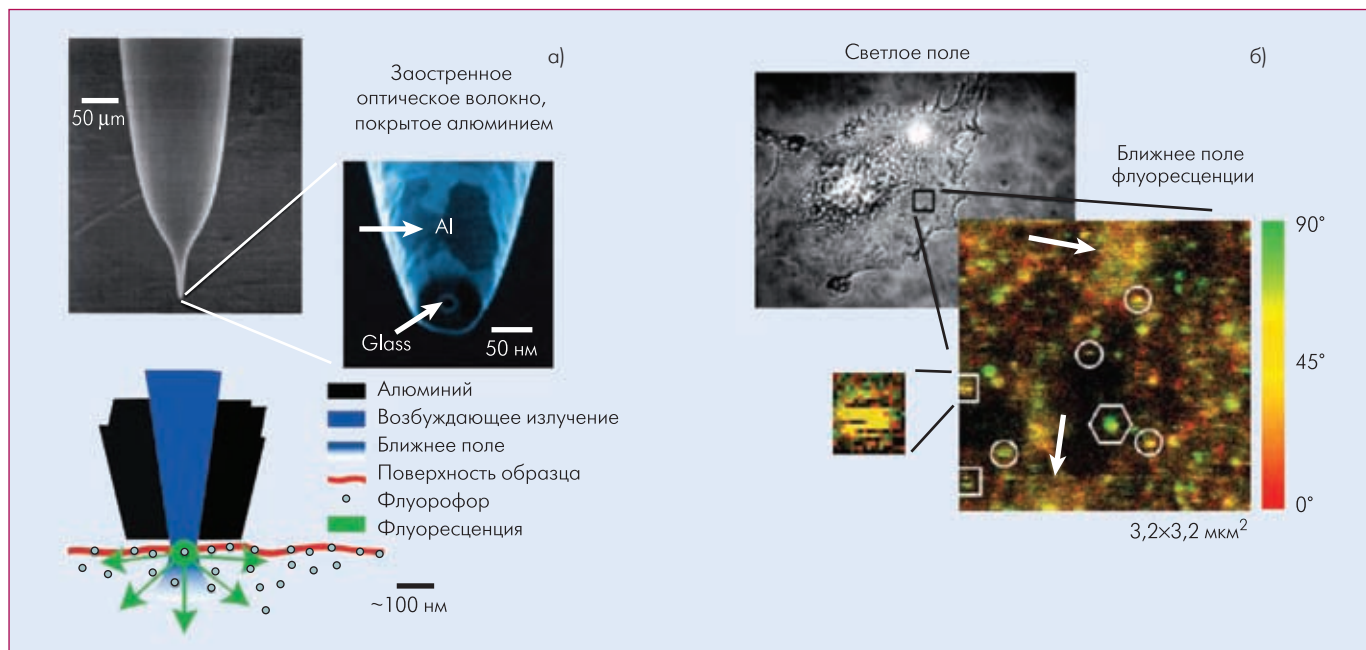 а)
50 μm
Заостренное
оптическое волокно,
покрытое алюминием
Al
Glass
50 нм
Алюминий
Возбуждающее излучение
Ближнее поле
Поверхность образца
Флуорофор
Флуоресценция
~100 нм
б)
Светлое поле
Ближнее поле
флуоресценции
90°
45°
0°
3,2×3,2 мкм²